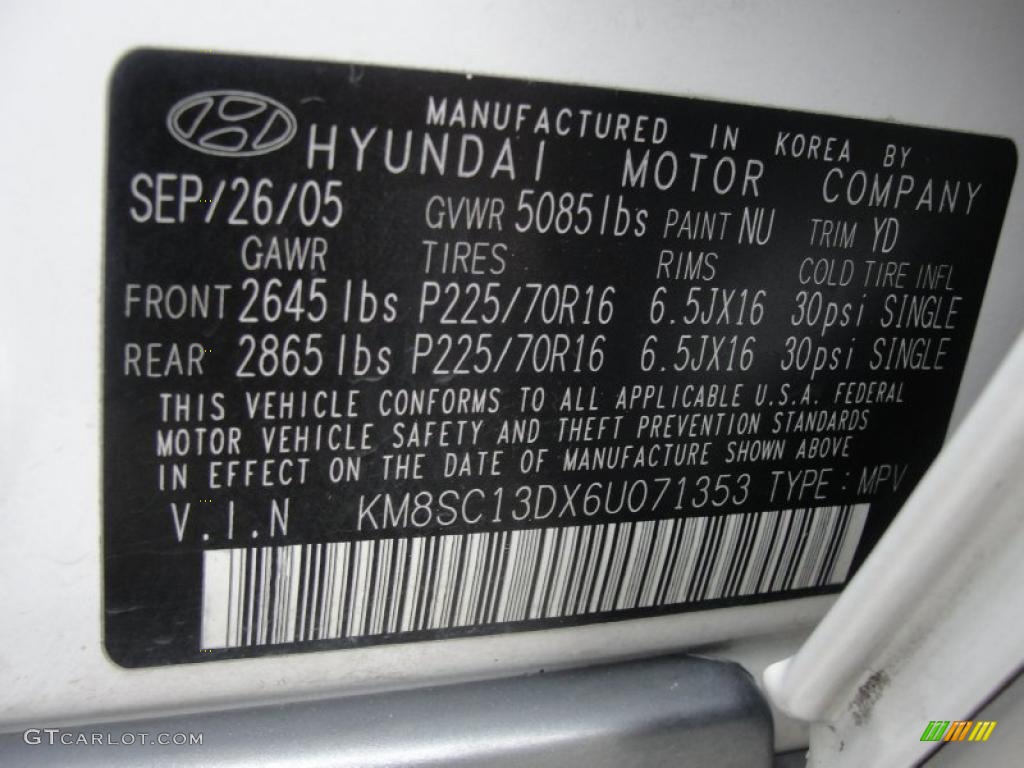 MANUFACTURED IN KOREA BY
HYUNDAI MOTOR COMPANY
SEP/26/05 GVWR 5085lbs PAINT NU TRIM YD
GAWR TIRES RIMS COLD TIRE INFL
FRONT 2645 lbs P225/70R16 6.5JX16 30psi SINGLE
REAR 2865 lbs P225/70R16 6.5JX16 30psi SINGLE
THIS VEHICLE CONFORMS TO ALL APPLICABLE U.S.A. FEDERAL
MOTOR VEHICLE SAFETY AND THEFT PREVENTION STANDARDS
IN EFFECT ON THE DATE OF MANUFACTURE SHOWN ABOVE
V.I.N KM8SC13DX6U071353 TYPE: MPV
GTCARLOT.COM